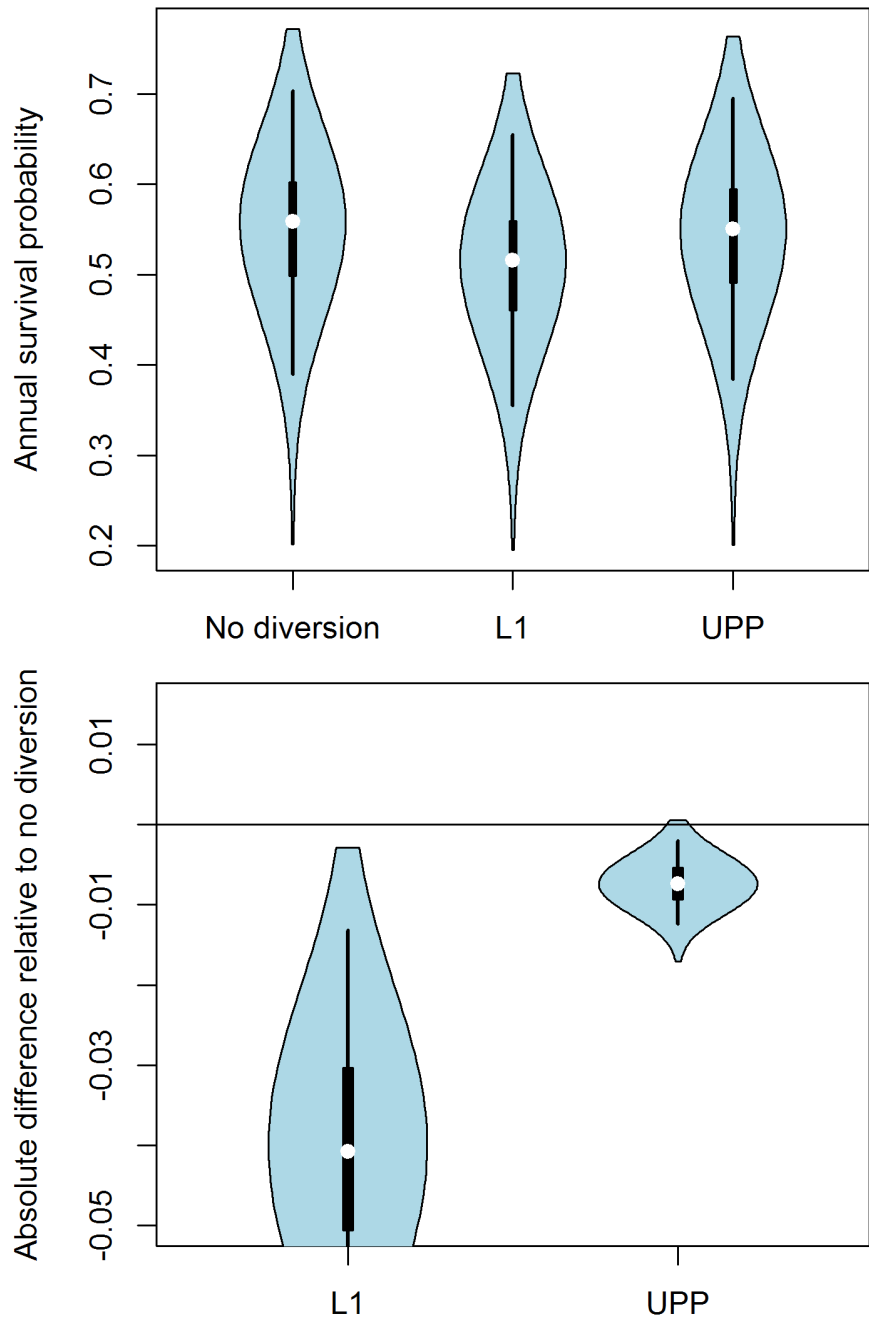 Annual survival probability
0.7
0.6
0.5
0.4
0.3
0.2
No diversion L1 UPP
Absolute difference relative to no diversion
0.01
-0.01
-0.03
-0.05
L1 UPP